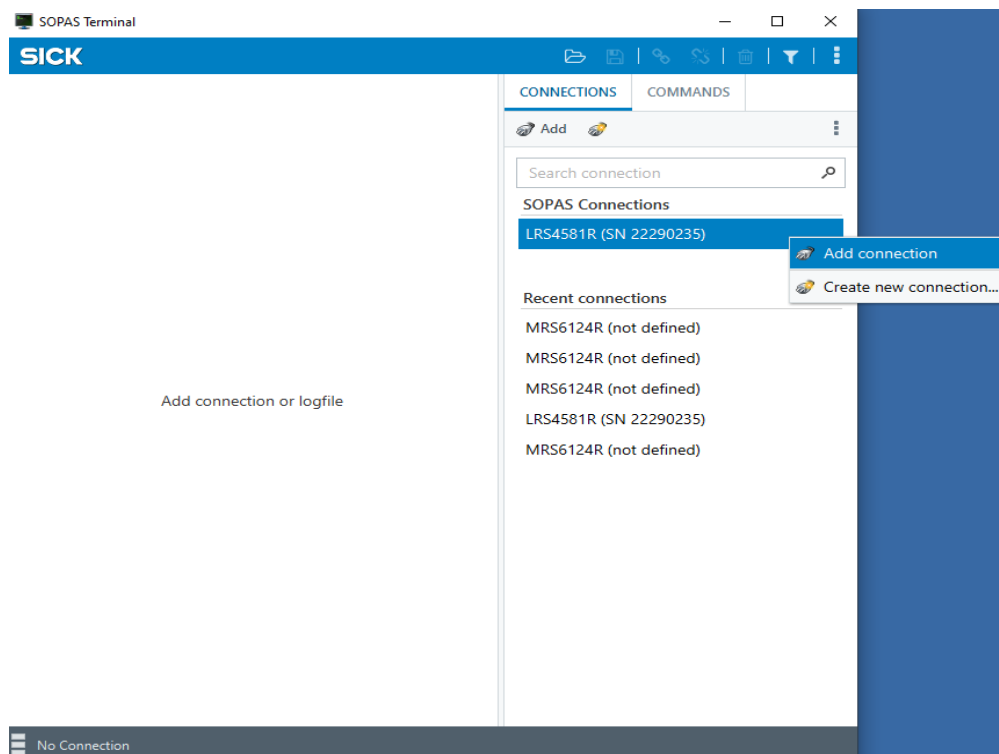 SOPAS Terminal
SICK
CONNECTIONS COMMANDS
Add
Search connection
SOPAS Connections
LRS4581R (SN 22290235)
Add connection
Create new connection...
Recent connections
MRS6124R (not defined)
MRS6124R (not defined)
MRS6124R (not defined)
Add connection or logfile
LRS4581R (SN 22290235)
MRS6124R (not defined)
No Connection